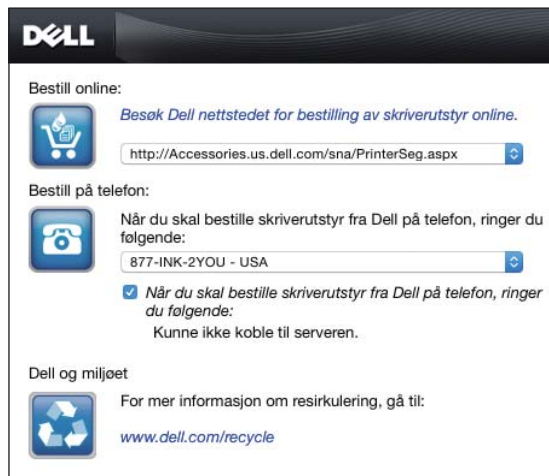 DELL
Bestill online:
Besøk Dell nettstedet for bestilling av skriverutstyr online.
http://Accessories.us.dell.com/sna/PrinterSeg.aspx
Bestill på telefon:
Når du skal bestille skriverutstyr fra Dell på telefon, ringer du
følgende:
877-INK-2YOU - USA
Når du skal bestille skriverutstyr fra Dell på telefon, ringer
du følgende:
Kunne ikke koble til serveren.
Dell og miljøet
For mer informasjon om resirkulering, gå til:
www.dell.com/recycle